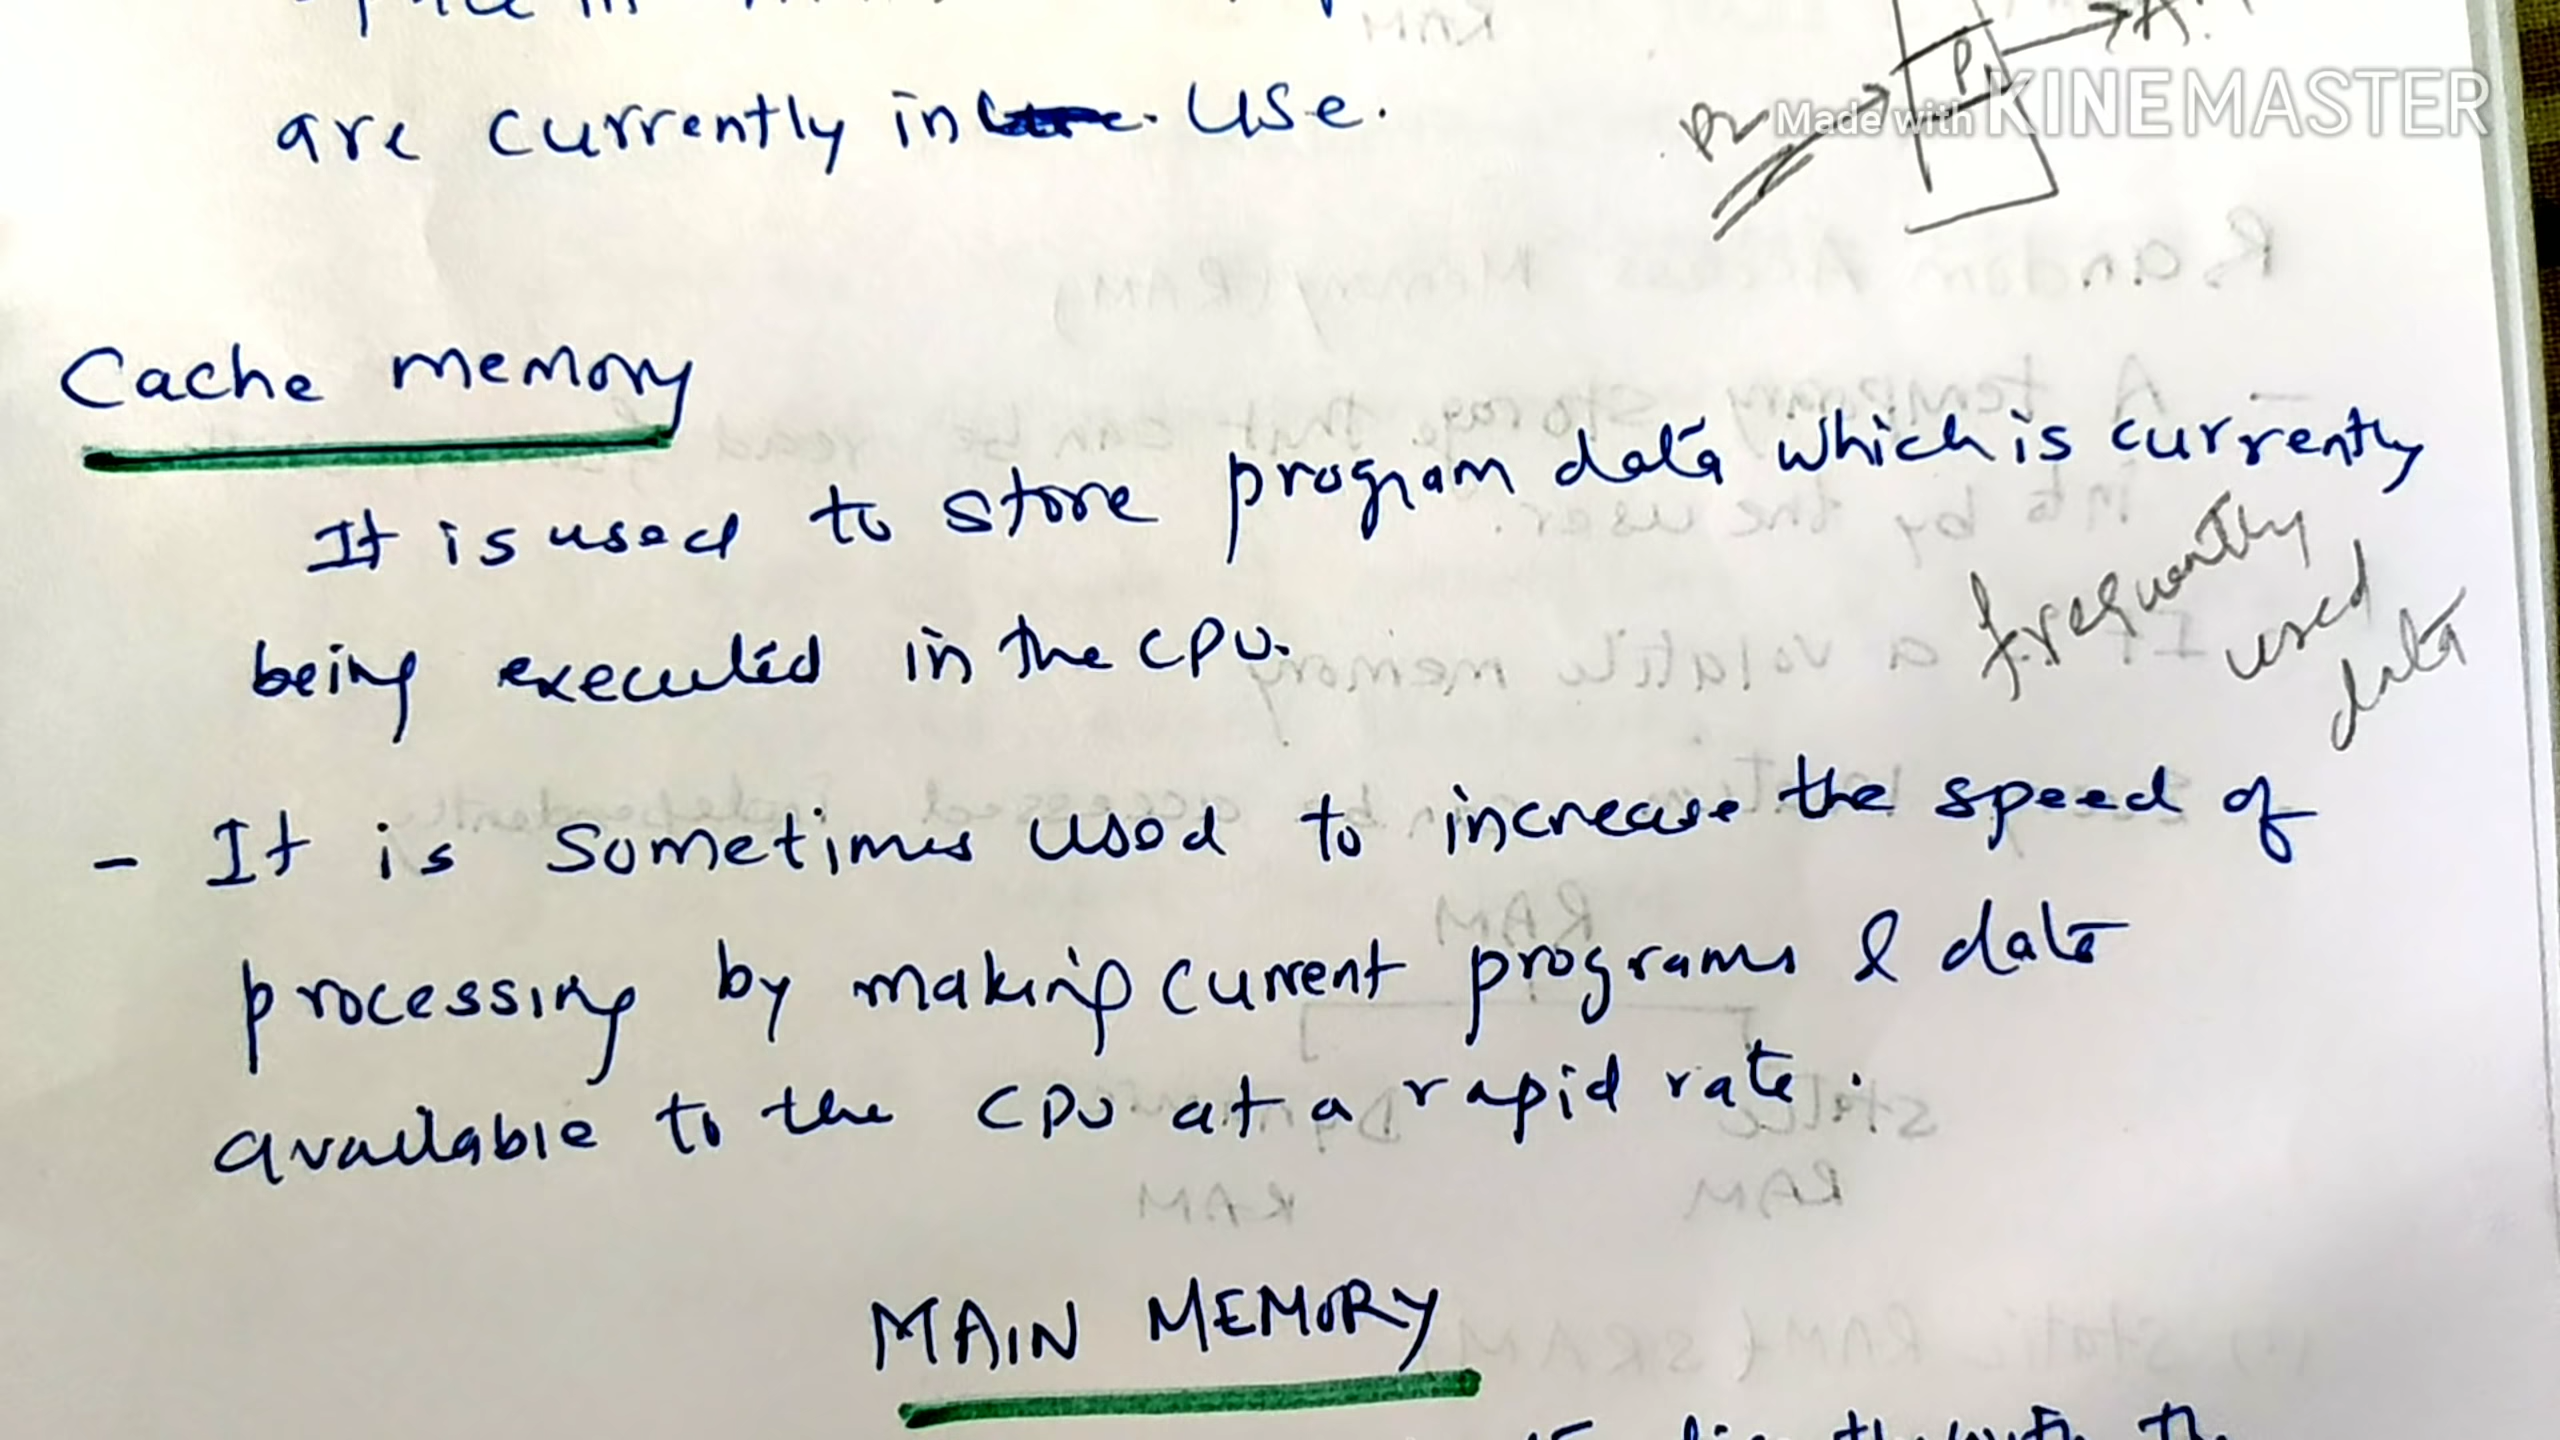 are currently in use.
P2
P1
A.
Made with KINEMASTER
Cache memory
It is used to store program data which is currently
being executed in the CPU.
frequently
used
data
- It is sometimes used to increase the speed of
processing by making current programs & data
available to the CPU at a rapid rate.
MAIN MEMORY